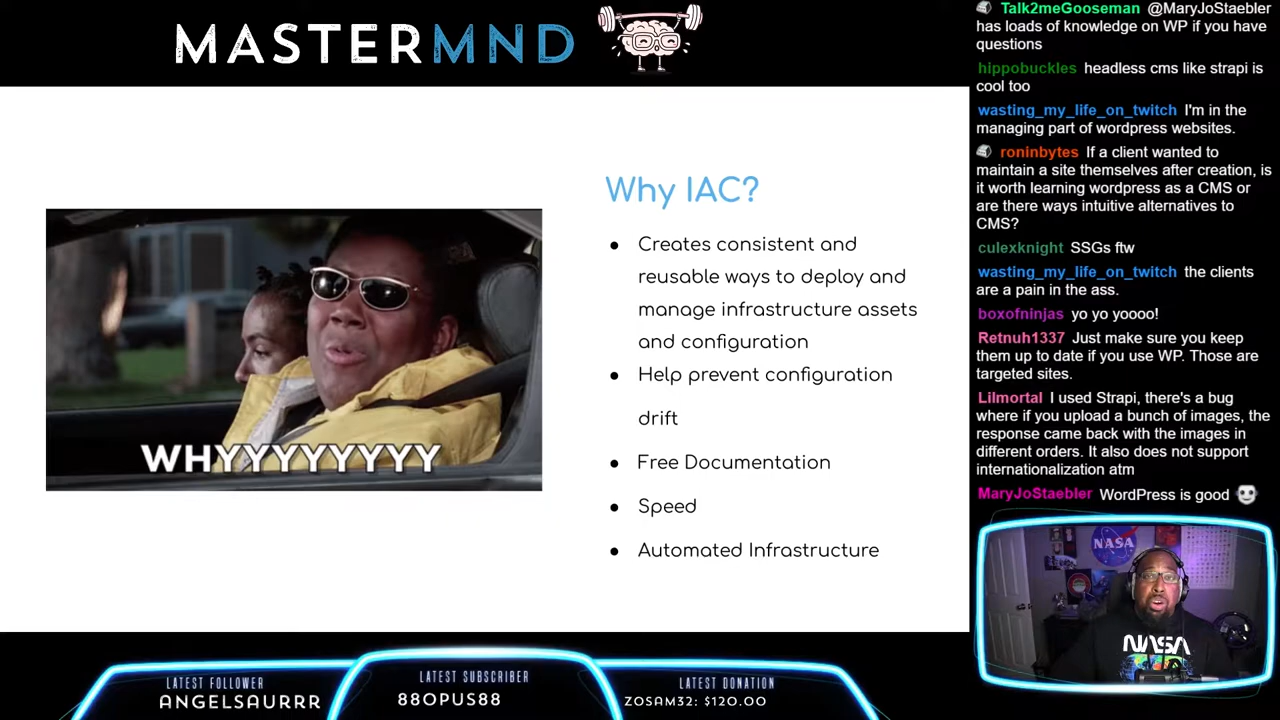 MASTERMND
Why IAC?
● Creates consistent and
reusable ways to deploy and
manage infrastructure assets
and configuration
● Help prevent configuration
drift
● Free Documentation
● Speed
● Automated Infrastructure
WHYYYYYYYY
Talk2meGooseman @MaryJoStaebler
has loads of knowledge on WP if you have
questions
hippobuckles headless cms like strapi is
cool too
wasting_my_life_on_twitch I'm in the
managing part of wordpress websites.
roninbytes If a client wanted to
maintain a site themselves after creation, is
it worth learning wordpress as a CMS or
are there ways intuitive alternatives to
CMS?
culexknight SSGs ftw
wasting_my_life_on_twitch the clients
are a pain in the ass.
boxofninjas yo yo yoooo!
Retnuh1337 Just make sure you keep
them up to date if you use WP. Those are
targeted sites.
Lilmortal I used Strapi, there's a bug
where if you upload a bunch of images, the
response came back with the images in
different orders. It also does not support
internationalization atm
MaryJoStaebler WordPress is good
NASA
NASA
LATEST FOLLOWER
ANGELSAURRR
LATEST SUBSCRIBER
88OPUS88
LATEST DONATION
ZOSAM32: $120.00